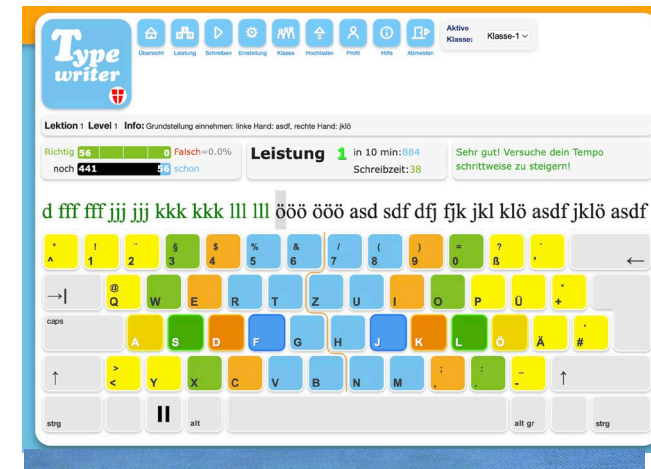 Type
writer
Übersicht Leistung Schreiben Einstellung Klasse Hochladen Profil Hilfe Abmelden
Aktive
Klasse: Klasse-1
Lektion 1 Level 1 Info: Grundstellung einnehmen: linke Hand: asdf, rechte Hand: jklö
Richtig 56 0 Falsch=0.0%
noch 441 56 schon
Leistung 1 in 10 min:884
Schreibzeit:38
Sehr gut! Versuche dein Tempo
schrittweise zu steigern!
d fff fff jjj jjj kkk kkk lll lll ööö ööö asd sdf dfj fjk jkl klö asdf jklö asdf
° ! " § $ % & / ( ) = ? `
^ 1 2 3 4 5 6 7 8 9 0 ß ´ ←
→| @ *
Q W E R T Z U I O P Ü +
caps '
A S D F G H J K L Ö Ä #
↑ > ; : _ ↑
< Y X C V B N M , . -
strg alt alt gr strg